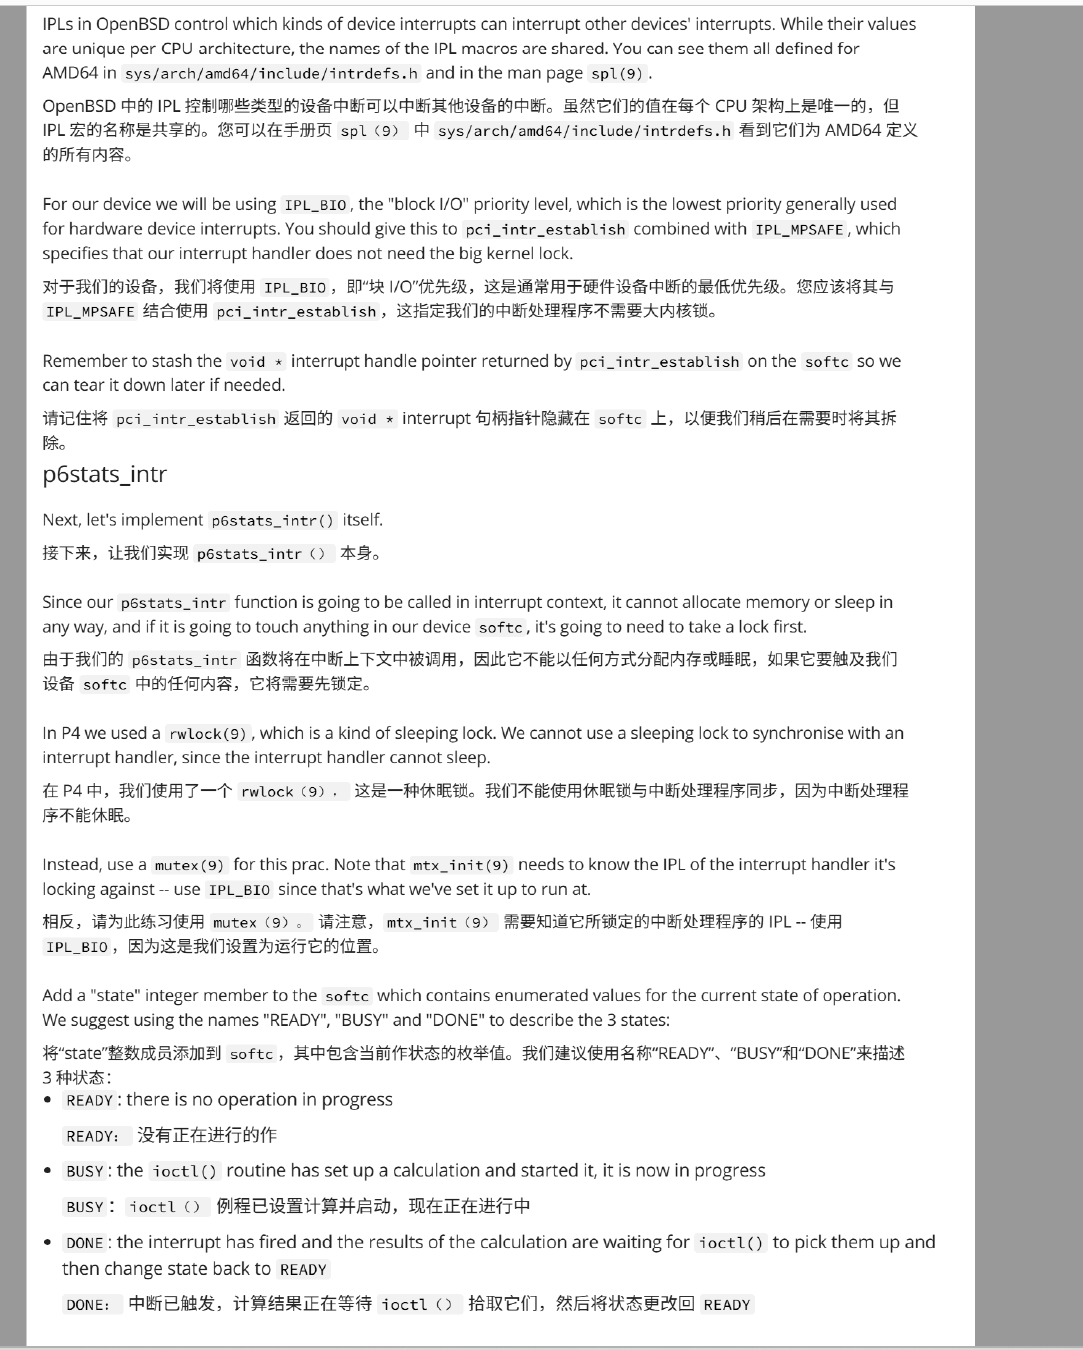 IPLs in OpenBSD control which kinds of device interrupts can interrupt other devices' interrupts. While their values
are unique per CPU architecture, the names of the IPL macros are shared. You can see them all defined for
AMD64 in sys/arch/amd64/include/intrdefs.h and in the man page spl(9).
OpenBSD 中的 IPL 控制哪些类型的设备中断可以中断其他设备的中断。虽然它们的值在每个 CPU 架构上是唯一的，但
IPL 宏的名称是共享的。您可以在手册页 spl（9） 中 sys/arch/amd64/include/intrdefs.h 看到它们为 AMD64 定义
的所有内容。
For our device we will be using IPL_BIO, the "block I/O" priority level, which is the lowest priority generally used
for hardware device interrupts. You should give this to pci_intr_establish combined with IPL_MPSAFE, which
specifies that our interrupt handler does not need the big kernel lock.
对于我们的设备，我们将使用 IPL_BIO，即“块 I/O”优先级，这是通常用于硬件设备中断的最低优先级。您应该将其与
IPL_MPSAFE 结合使用 pci_intr_establish，这指定我们的中断处理程序不需要大内核锁。
Remember to stash the void * interrupt handle pointer returned by pci_intr_establish on the softc so we
can tear it down later if needed.
请记住将 pci_intr_establish 返回的 void * interrupt 句柄指针隐藏在 softc 上，以便我们稍后在需要时将其拆
除。
p6stats_intr
Next, let's implement p6stats_intr() itself.
接下来，让我们实现 p6stats_intr（） 本身。
Since our p6stats_intr function is going to be called in interrupt context, it cannot allocate memory or sleep in
any way, and if it is going to touch anything in our device softc, it's going to need to take a lock first.
由于我们的 p6stats_intr 函数将在中断上下文中被调用，因此它不能以任何方式分配内存或睡眠，如果它要触及我们
设备 softc 中的任何内容，它将需要先锁定。
In P4 we used a rwlock(9), which is a kind of sleeping lock. We cannot use a sleeping lock to synchronise with an
interrupt handler, since the interrupt handler cannot sleep.
在 P4 中，我们使用了一个 rwlock（9）， 这是一种休眠锁。我们不能使用休眠锁与中断处理程序同步，因为中断处理程
序不能休眠。
Instead, use a mutex(9) for this prac. Note that mtx_init(9) needs to know the IPL of the interrupt handler it's
locking against -- use IPL_BIO since that's what we've set it up to run at.
相反，请为此练习使用 mutex（9）。 请注意，mtx_init（9） 需要知道它所锁定的中断处理程序的 IPL -- 使用
IPL_BIO，因为这是我们设置为运行它的位置。
Add a "state" integer member to the softc which contains enumerated values for the current state of operation.
We suggest using the names "READY", "BUSY" and "DONE" to describe the 3 states:
将“state”整数成员添加到 softc，其中包含当前作状态的枚举值。我们建议使用名称“READY”、“BUSY”和“DONE”来描述
3 种状态：
• READY: there is no operation in progress
READY： 没有正在进行的作
• BUSY: the ioctl() routine has set up a calculation and started it, it is now in progress
BUSY： ioctl（） 例程已设置计算并启动，现在正在进行中
• DONE: the interrupt has fired and the results of the calculation are waiting for ioctl() to pick them up and
then change state back to READY
DONE： 中断已触发，计算结果正在等待 ioctl（） 拾取它们，然后将状态更改回 READY